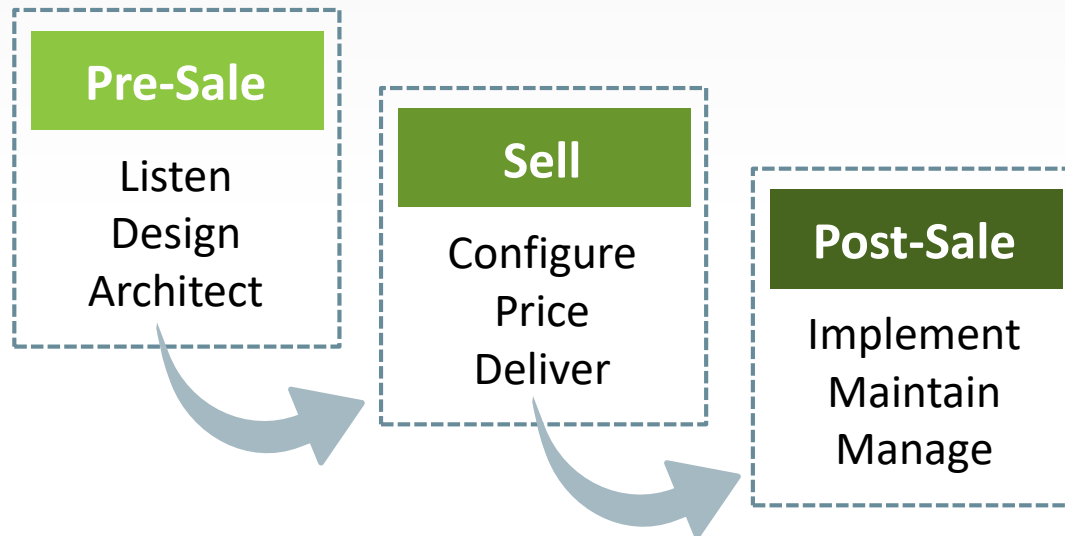 Pre-Sale
Listen
Design
Architect
Sell
Configure
Price
Deliver
Post-Sale
Implement
Maintain
Manage